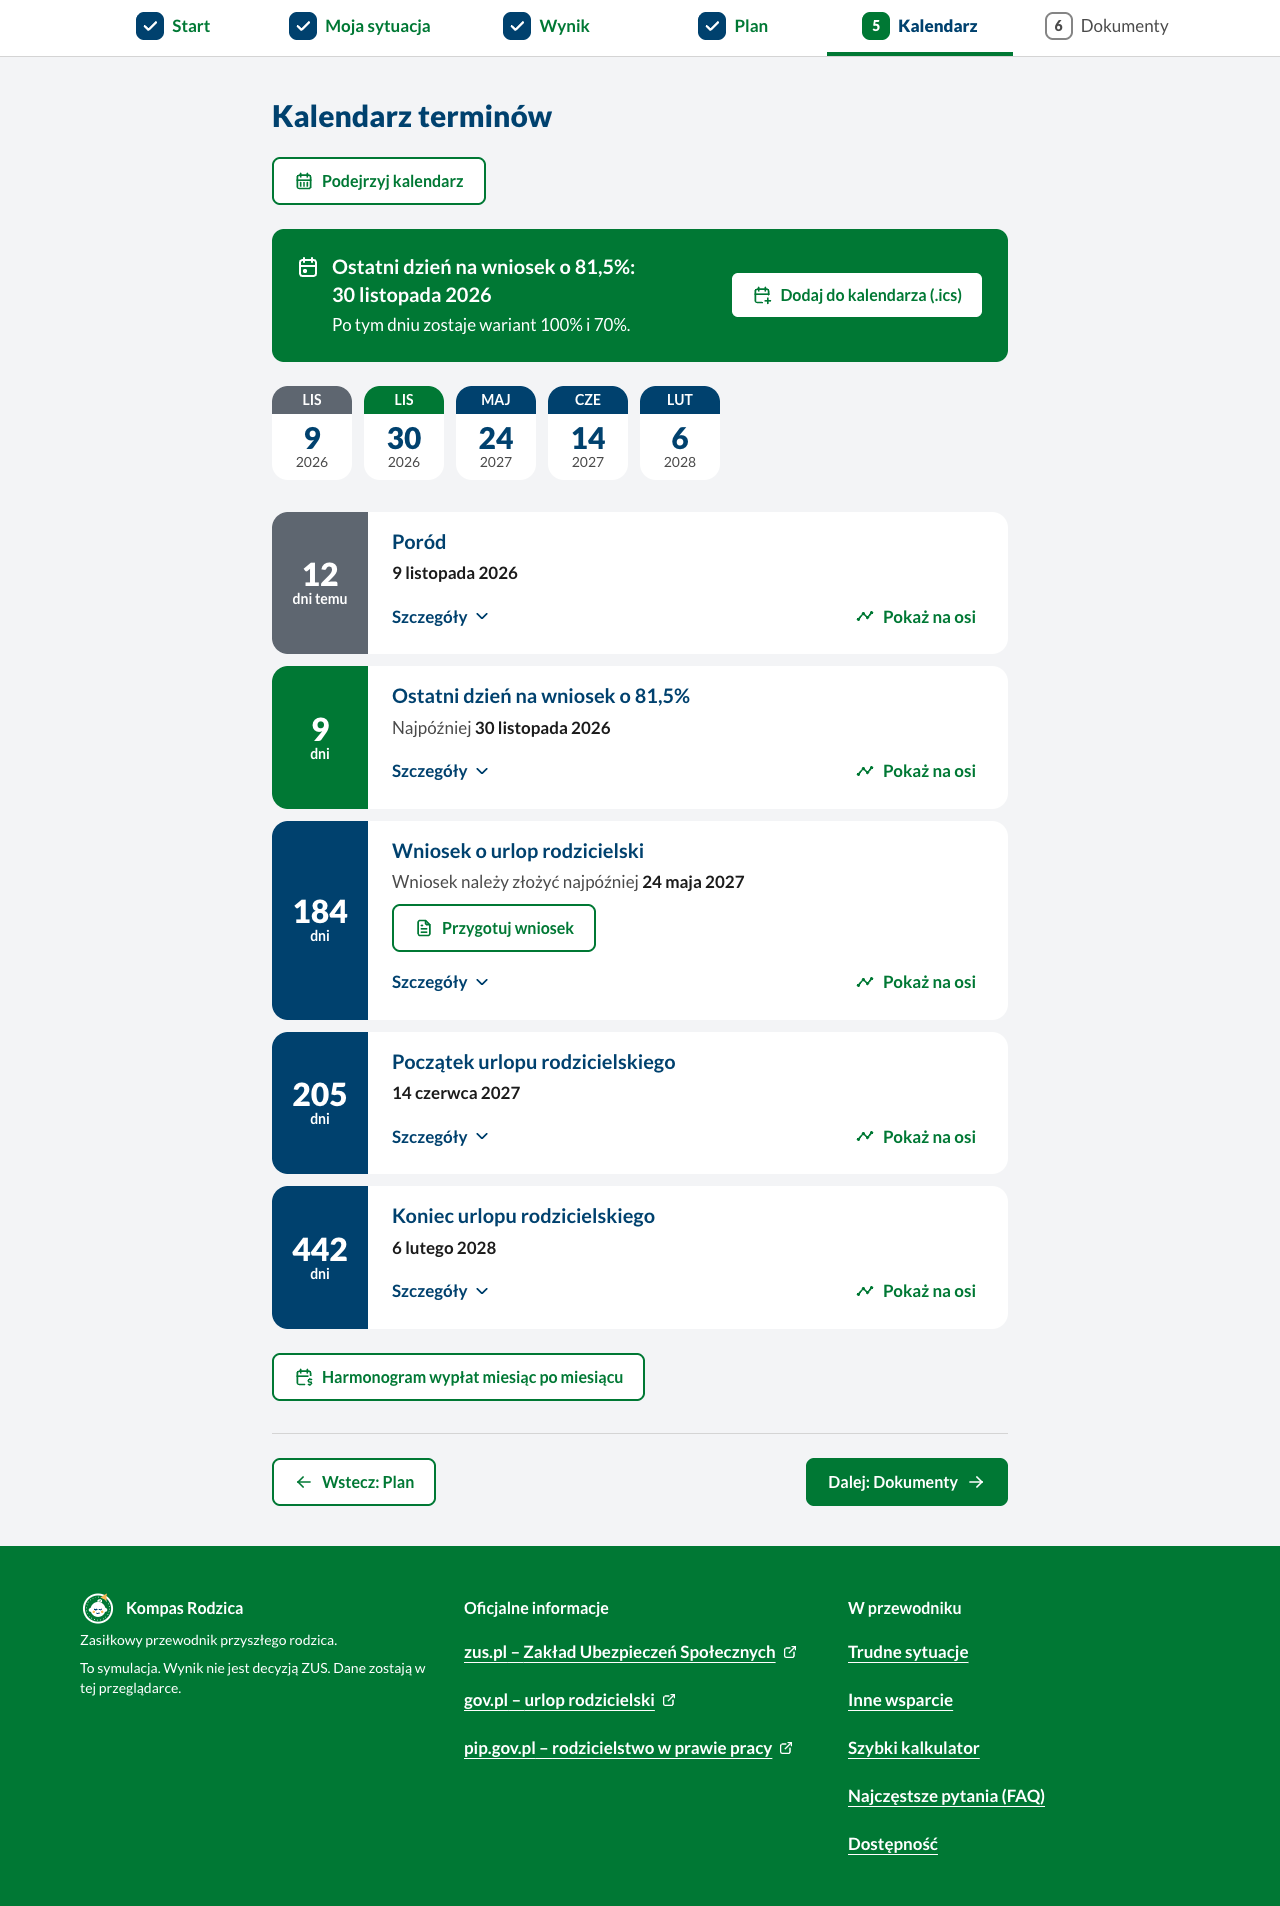 Start
Moja sytuacja
Wynik
Plan
5 Kalendarz
6 Dokumenty
Kalendarz terminów
Podejrzyj kalendarz
Ostatni dzień na wniosek o 81,5%:
30 listopada 2026
Po tym dniu zostaje wariant 100% i 70%.
Dodaj do kalendarza (.ics)
LIS
9
2026
LIS
30
2026
MAJ
24
2027
CZE
14
2027
LUT
6
2028
12
dni temu
Poród
9 listopada 2026
Szczegóły
Pokaż na osi
9
dni
Ostatni dzień na wniosek o 81,5%
Najpóźniej 30 listopada 2026
Szczegóły
Pokaż na osi
184
dni
Wniosek o urlop rodzicielski
Wniosek należy złożyć najpóźniej 24 maja 2027
Przygotuj wniosek
Szczegóły
Pokaż na osi
205
dni
Początek urlopu rodzicielskiego
14 czerwca 2027
Szczegóły
Pokaż na osi
442
dni
Koniec urlopu rodzicielskiego
6 lutego 2028
Szczegóły
Pokaż na osi
Harmonogram wypłat miesiąc po miesiącu
Wstecz: Plan
Dalej: Dokumenty
Kompas Rodzica
Zasiłkowy przewodnik przyszłego rodzica.
To symulacja. Wynik nie jest decyzją ZUS. Dane zostają w
tej przeglądarce.
Oficjalne informacje
zus.pl – Zakład Ubezpieczeń Społecznych
gov.pl – urlop rodzicielski
pip.gov.pl – rodzicielstwo w prawie pracy
W przewodniku
Trudne sytuacje
Inne wsparcie
Szybki kalkulator
Najczęstsze pytania (FAQ)
Dostępność